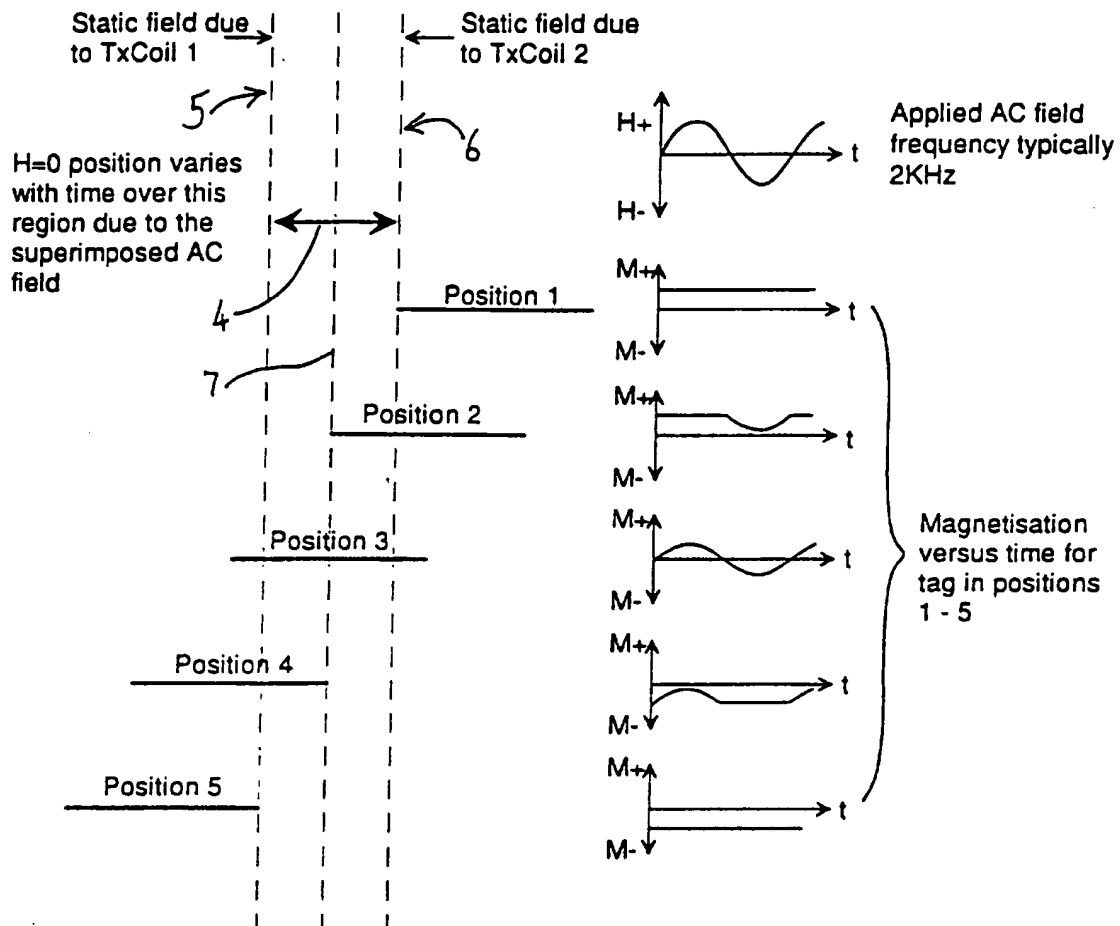 Static field due
to TxCoil 1
Static field due
to TxCoil 2
5
6
H=0 position varies
with time over this
region due to the
superimposed AC
field
4
7
H+
t
H-
Applied AC field
frequency typically
2KHz
Position 1
M+
t
M-
Position 2
M+
t
M-
Position 3
M+
t
M-
Position 4
M+
t
M-
Position 5
M+
t
M-
Magnetisation
versus time for
tag in positions
1 - 5